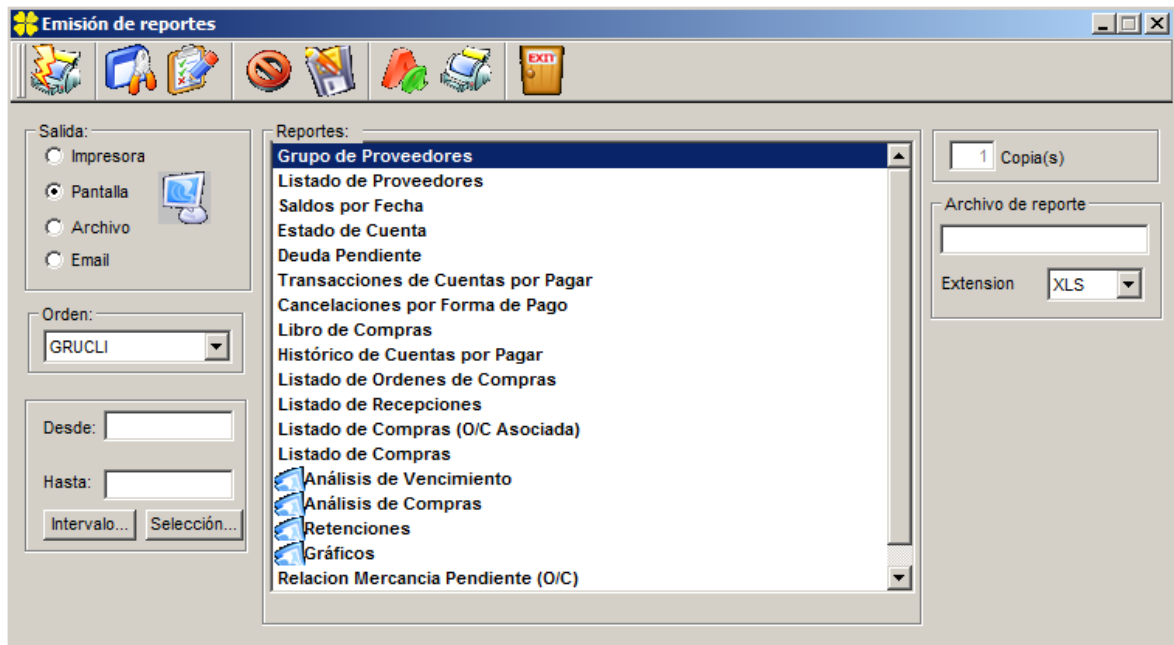 Emisión de reportes
EXIT
Salida:
Impresora
Pantalla
Archivo
Email
Orden:
GRUCLI
Desde:
Hasta:
Intervalo...
Selección...
Reportes:
Grupo de Proveedores
Listado de Proveedores
Saldos por Fecha
Estado de Cuenta
Deuda Pendiente
Transacciones de Cuentas por Pagar
Cancelaciones por Forma de Pago
Libro de Compras
Histórico de Cuentas por Pagar
Listado de Ordenes de Compras
Listado de Recepciones
Listado de Compras (O/C Asociada)
Listado de Compras
Análisis de Vencimiento
Análisis de Compras
Retenciones
Gráficos
Relacion Mercancia Pendiente (O/C)
1 Copia(s)
Archivo de reporte
Extension XLS